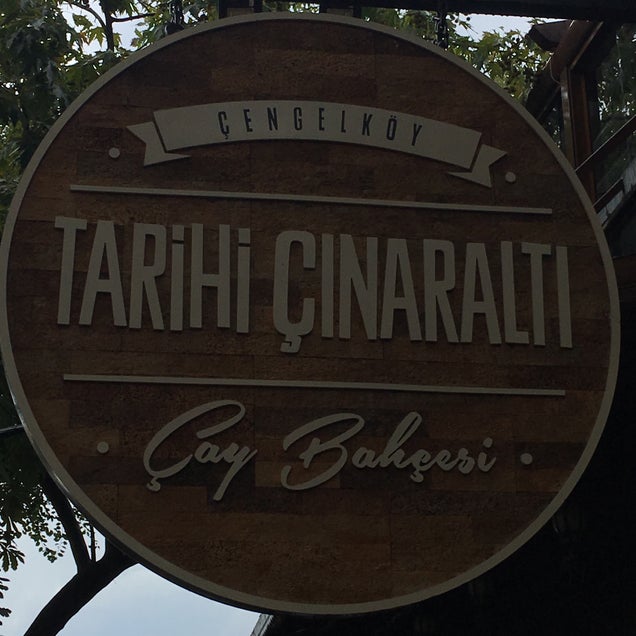 ÇENGELKÖY
TARİHİ ÇINARALTI
Çay Bahçesi